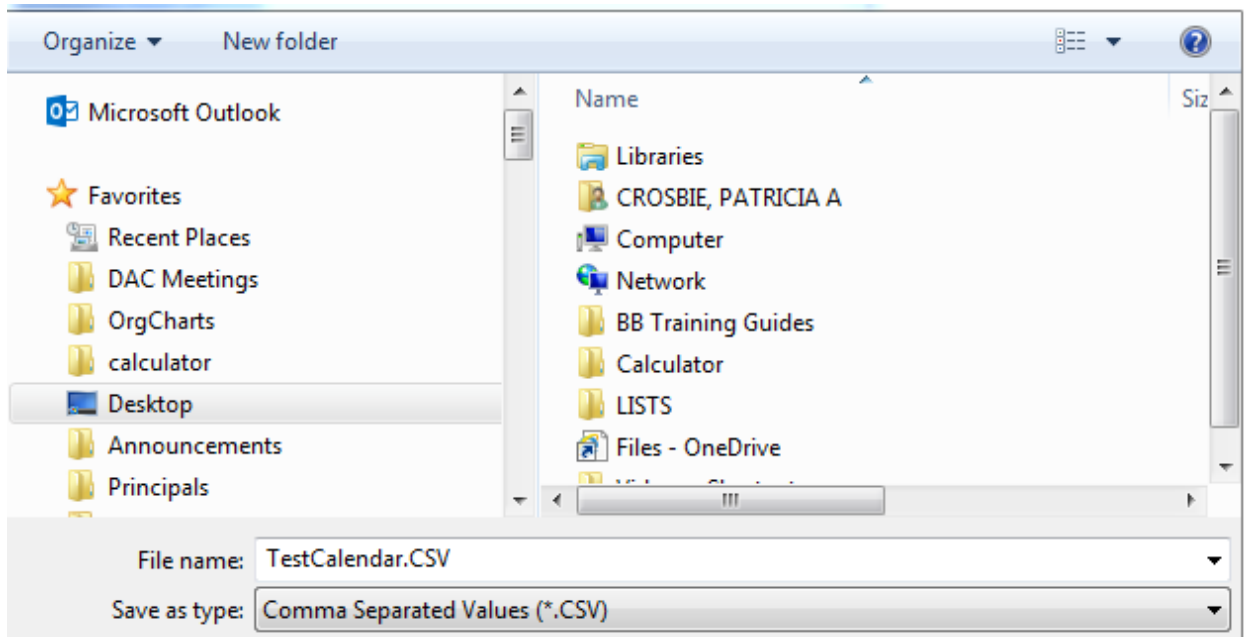 Organize New folder
Microsoft Outlook
Favorites
Recent Places
DAC Meetings
OrgCharts
calculator
Desktop
Announcements
Principals
Name Siz
Libraries
CROSBIE, PATRICIA A
Computer
Network
BB Training Guides
Calculator
LISTS
Files - OneDrive
File name: TestCalendar.CSV
Save as type: Comma Separated Values (*.CSV)